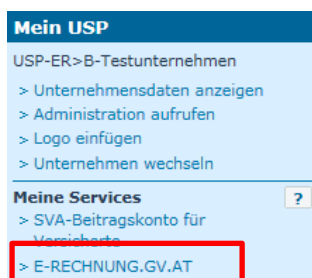 Mein USP
USP-ER>B-Testunternehmen
> Unternehmensdaten anzeigen
> Administration aufrufen
> Logo einfügen
> Unternehmen wechseln
Meine Services ?
> SVA-Beitragskonto für
Versicherte
> E-RECHNUNG.GV.AT